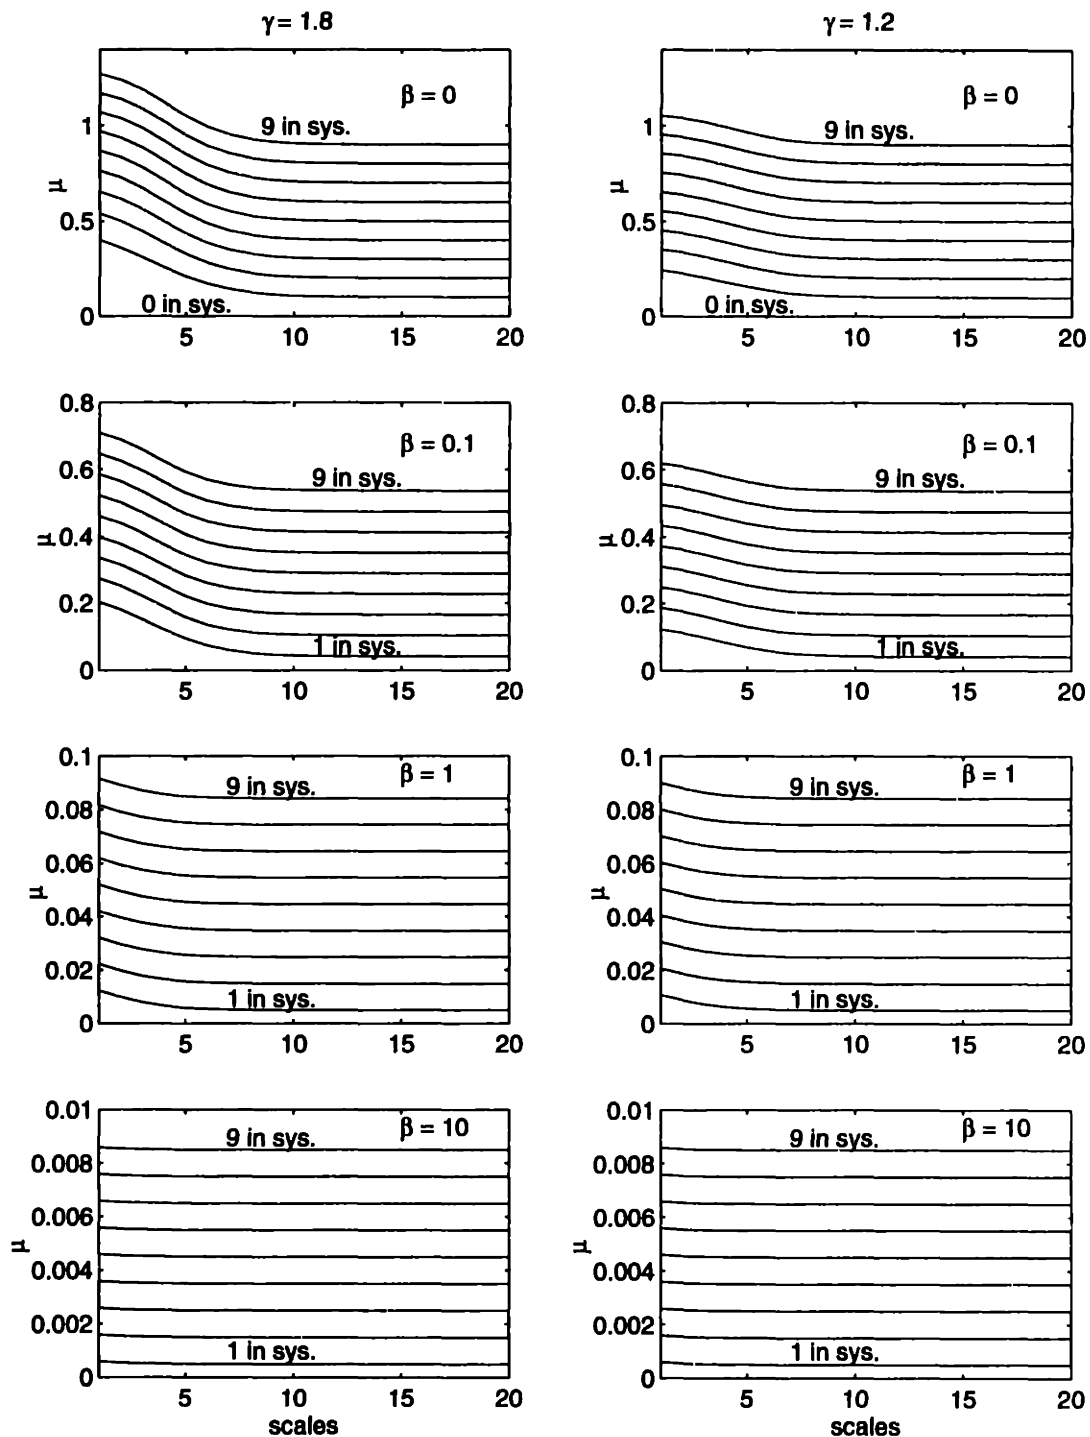 γ = 1.8
γ = 1.2
β = 0
9 in sys.
1
μ
0.5
0 in sys.
0
5
10
15
20
β = 0
9 in sys.
1
μ
0.5
0 in sys.
0
5
10
15
20
0.8
β = 0.1
9 in sys.
0.6
μ
0.4
0.2
1 in sys.
0
5
10
15
20
0.8
β = 0.1
9 in sys.
0.6
μ
0.4
0.2
1 in sys.
0
5
10
15
20
0.1
β = 1
9 in sys.
0.08
0.06
μ
0.04
0.02
1 in sys.
0
5
10
15
20
0.1
β = 1
9 in sys.
0.08
0.06
μ
0.04
0.02
1 in sys.
0
5
10
15
20
0.01
β = 10
9 in sys.
0.008
0.006
μ
0.004
0.002
1 in sys.
0
5
10
15
20
scales
0.01
β = 10
9 in sys.
0.008
0.006
μ
0.004
0.002
1 in sys.
0
5
10
15
20
scales